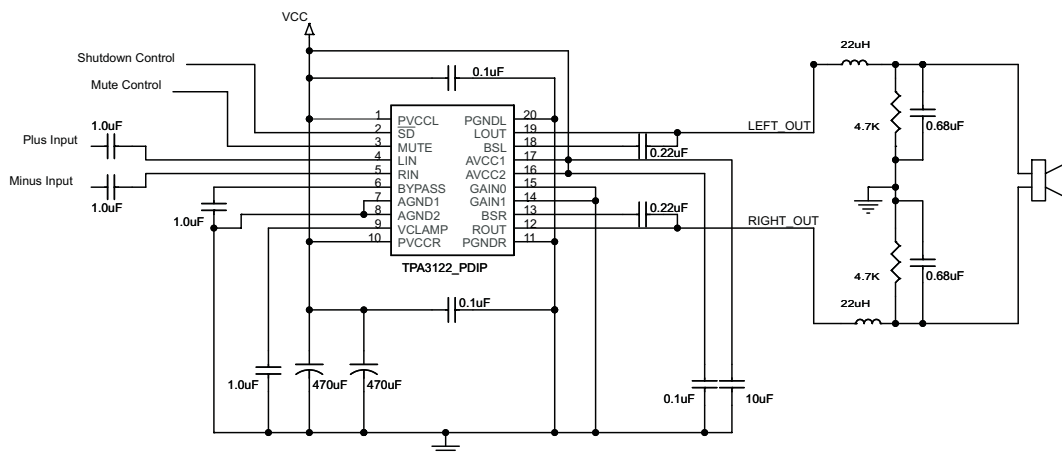 VCC
Shutdown Control
Mute Control
Plus Input
1.0uF
Minus Input
1.0uF
1.0uF
0.1uF
1 PVCCL PGNDL 20
2 SD LOUT 19
3 MUTE BSL 18
4 LIN AVCC1 17
5 RIN AVCC2 16
6 BYPASS GAIN0 15
7 AGND1 GAIN1 14
8 AGND2 BSR 13
9 VCLAMP ROUT 12
10 PVCCR PGNDR 11
TPA3122_PDIP
0.22uF
LEFT_OUT
0.22uF
RIGHT_OUT
22uH
4.7K
0.68uF
4.7K
0.68uF
22uH
0.1uF
1.0uF
470uF
470uF
0.1uF
10uF